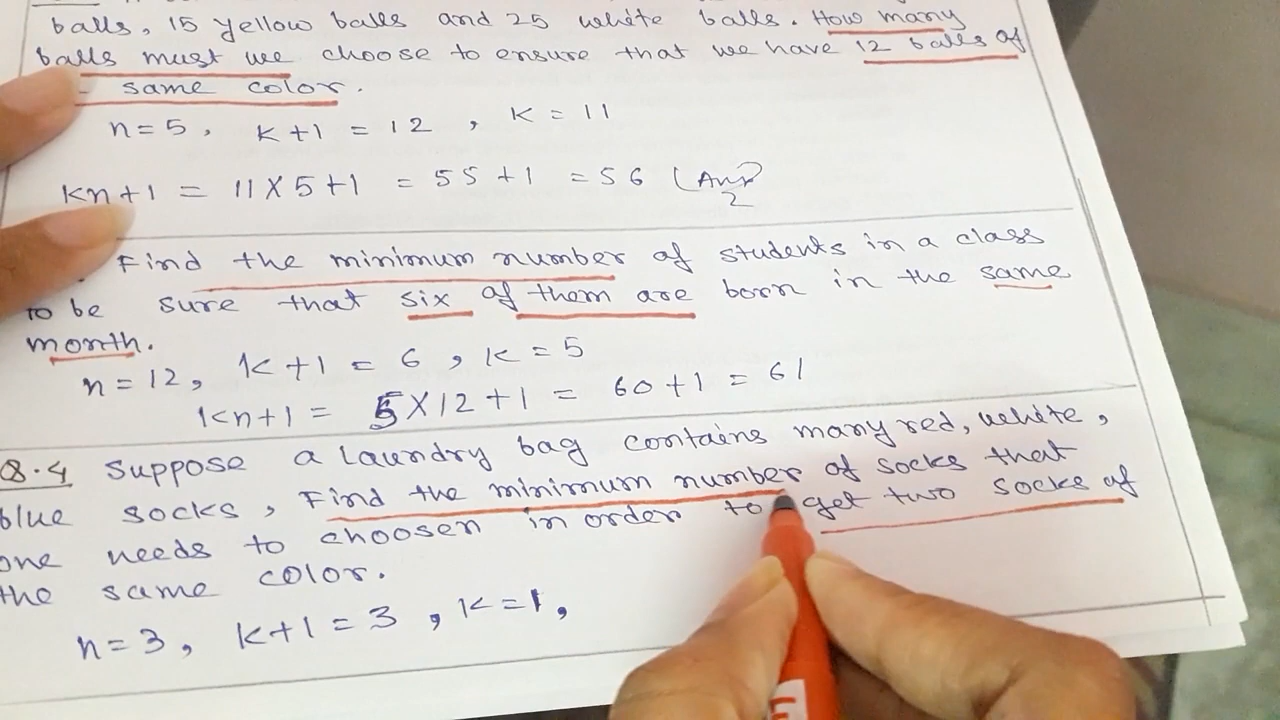 balls, 15 yellow balls and 25 white balls. How many
balls must we choose to ensure that we have 12 balls of
same color.
n=5, K+1 = 12, K = 11
Kn+1 = 11X5+1 = 55+1 = 56 (Ans)
Find the minimum number of students in a class
to be sure that six of them are born in the same
month.
n=12, K+1 = 6, K = 5
Kn+1 = 5X12+1 = 60+1 = 61
Q.4 Suppose a laundry bag contains many red, white,
blue socks, Find the minimum number of socks that
one needs to choosen in order to get two socks of
the same color.
n=3, K+1=3, K=1,